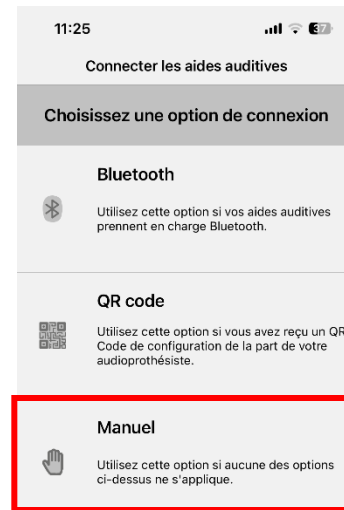 11:25
37
Connecter les aides auditives
Choisissez une option de connexion
Bluetooth
Utilisez cette option si vos aides auditives
prennent en charge Bluetooth.
QR code
Utilisez cette option si vous avez reçu un QR
Code de configuration de la part de votre
audioprothésiste.
Manuel
Utilisez cette option si aucune des options
ci-dessus ne s'applique.